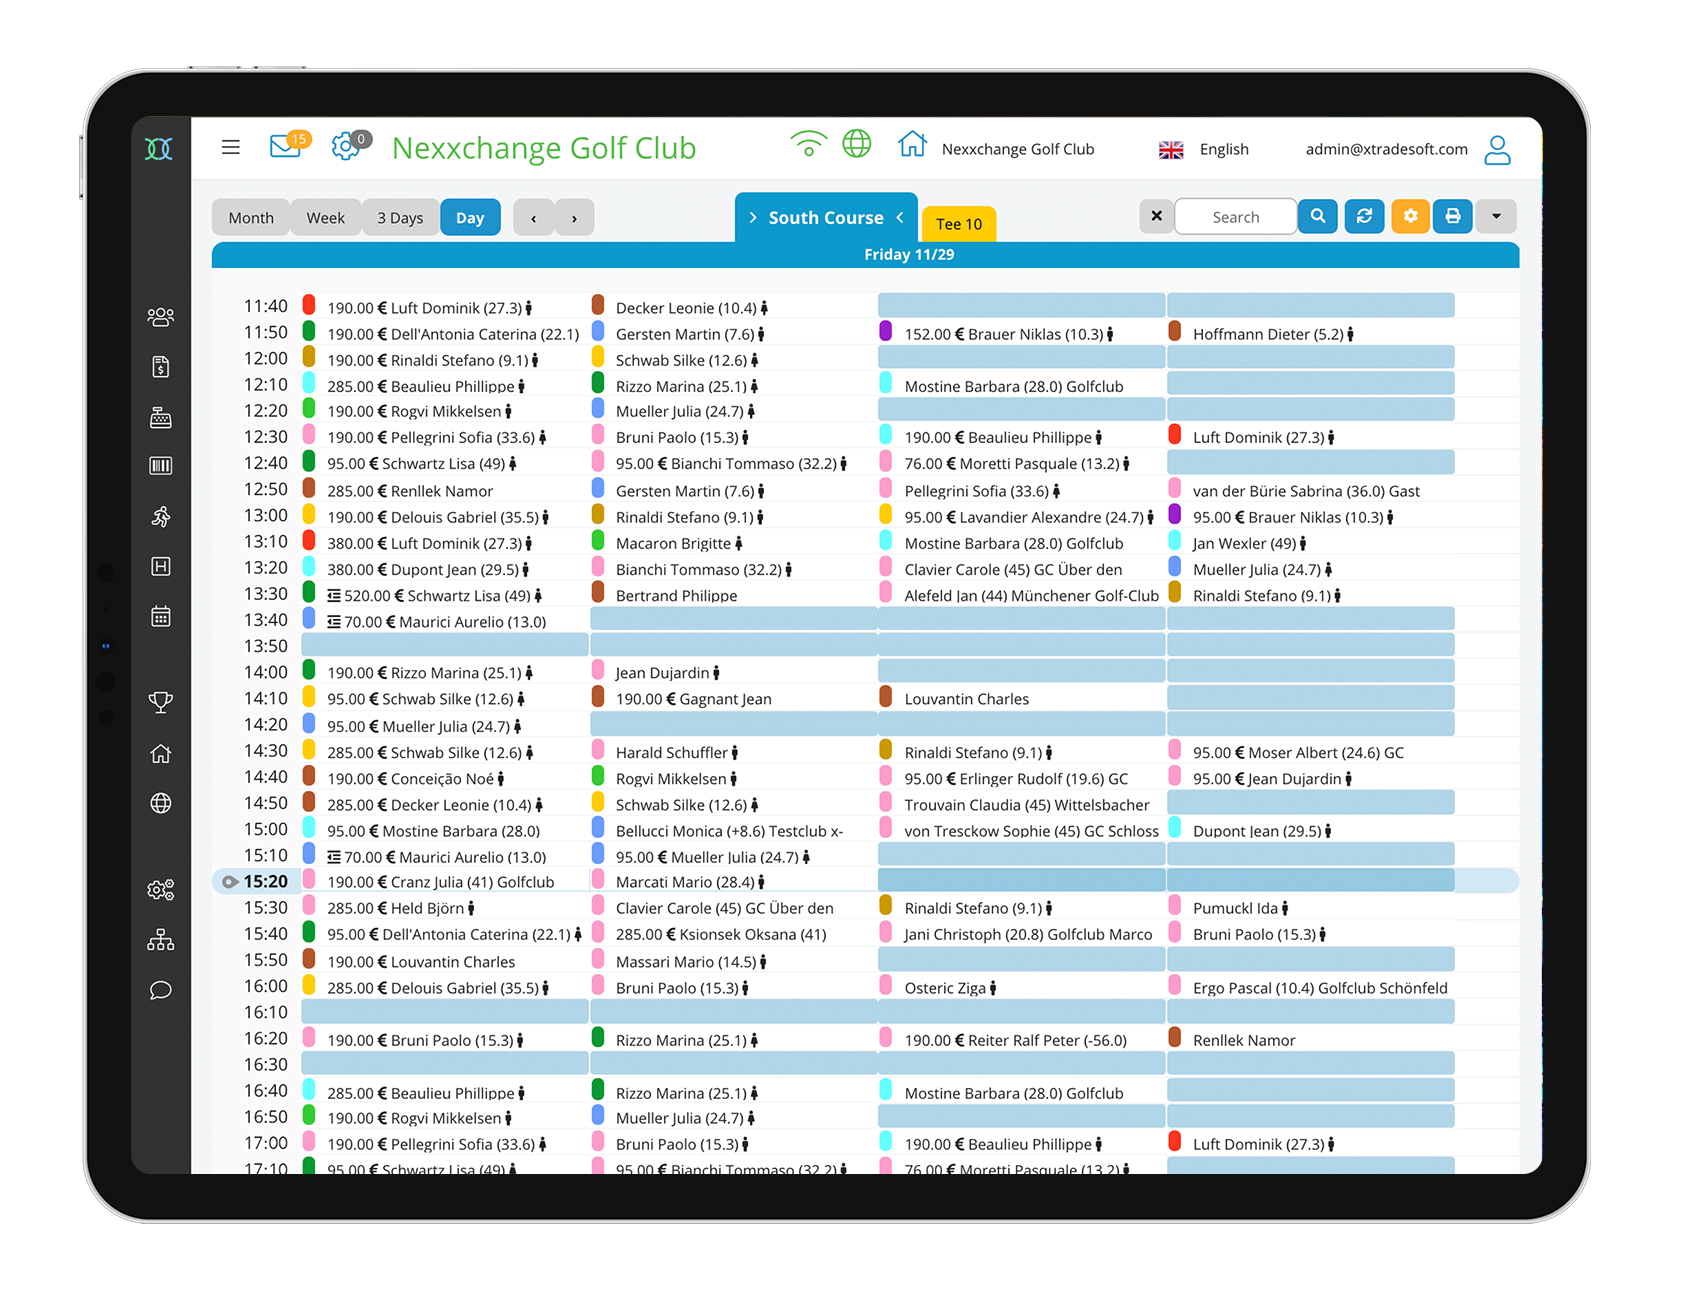 15 0 Nexxchange Golf Club Nexxchange Golf Club English admin@xtradesoft.com
Month Week 3 Days Day ‹ › > South Course < Tee 10 × Search
Friday 11/29
11:40 190.00 € Luft Dominik (27.3) Decker Leonie (10.4)
11:50 190.00 € Dell'Antonia Caterina (22.1) Gersten Martin (7.6) 152.00 € Brauer Niklas (10.3) Hoffmann Dieter (5.2)
12:00 190.00 € Rinaldi Stefano (9.1) Schwab Silke (12.6)
12:10 285.00 € Beaulieu Phillippe Rizzo Marina (25.1) Mostine Barbara (28.0) Golfclub
12:20 190.00 € Rogvi Mikkelsen Mueller Julia (24.7)
12:30 190.00 € Pellegrini Sofia (33.6) Bruni Paolo (15.3) 190.00 € Beaulieu Phillippe Luft Dominik (27.3)
12:40 95.00 € Schwartz Lisa (49) 95.00 € Bianchi Tommaso (32.2) 76.00 € Moretti Pasquale (13.2)
12:50 285.00 € Renllek Namor Gersten Martin (7.6) Pellegrini Sofia (33.6) van der Bürie Sabrina (36.0) Gast
13:00 190.00 € Delouis Gabriel (35.5) Rinaldi Stefano (9.1) 95.00 € Lavandier Alexandre (24.7) 95.00 € Brauer Niklas (10.3)
13:10 380.00 € Luft Dominik (27.3) Macaron Brigitte Mostine Barbara (28.0) Golfclub Jan Wexler (49)
13:20 380.00 € Dupont Jean (29.5) Bianchi Tommaso (32.2) Clavier Carole (45) GC Über den Mueller Julia (24.7)
13:30 520.00 € Schwartz Lisa (49) Bertrand Philippe Alefeld Jan (44) Münchener Golf-Club Rinaldi Stefano (9.1)
13:40 70.00 € Maurici Aurelio (13.0)
13:50
14:00 190.00 € Rizzo Marina (25.1) Jean Dujardin
14:10 95.00 € Schwab Silke (12.6) 190.00 € Gagnant Jean Louvantin Charles
14:20 95.00 € Mueller Julia (24.7)
14:30 285.00 € Schwab Silke (12.6) Harald Schuffler Rinaldi Stefano (9.1) 95.00 € Moser Albert (24.6) GC
14:40 190.00 € Conceição Noé Rogvi Mikkelsen 95.00 € Erlinger Rudolf (19.6) GC 95.00 € Jean Dujardin
14:50 285.00 € Decker Leonie (10.4) Schwab Silke (12.6) Trouvain Claudia (45) Wittelsbacher
15:00 95.00 € Mostine Barbara (28.0) Bellucci Monica (+8.6) Testclub x- von Tresckow Sophie (45) GC Schloss Dupont Jean (29.5)
15:10 70.00 € Maurici Aurelio (13.0) 95.00 € Mueller Julia (24.7)
15:20 190.00 € Cranz Julia (41) Golfclub Marcati Mario (28.4)
15:30 285.00 € Held Björn Clavier Carole (45) GC Über den Rinaldi Stefano (9.1) Pumuckl Ida
15:40 95.00 € Dell'Antonia Caterina (22.1) 285.00 € Ksionsek Oksana (41) Jani Christoph (20.8) Golfclub Marco Bruni Paolo (15.3)
15:50 190.00 € Louvantin Charles Massari Mario (14.5)
16:00 285.00 € Delouis Gabriel (35.5) Bruni Paolo (15.3) Osteric Ziga Ergo Pascal (10.4) Golfclub Schönfeld
16:10
16:20 190.00 € Bruni Paolo (15.3) Rizzo Marina (25.1) 190.00 € Reiter Ralf Peter (-56.0) Renllek Namor
16:30
16:40 285.00 € Beaulieu Phillippe Rizzo Marina (25.1) Mostine Barbara (28.0) Golfclub
16:50 190.00 € Rogvi Mikkelsen Mueller Julia (24.7)
17:00 190.00 € Pellegrini Sofia (33.6) Bruni Paolo (15.3) 190.00 € Beaulieu Phillippe Luft Dominik (27.3)
17:10 95.00 € Schwartz Lisa (49) 95.00 € Bianchi Tommaso (32.2) 76.00 € Moretti Pasquale (13.2)